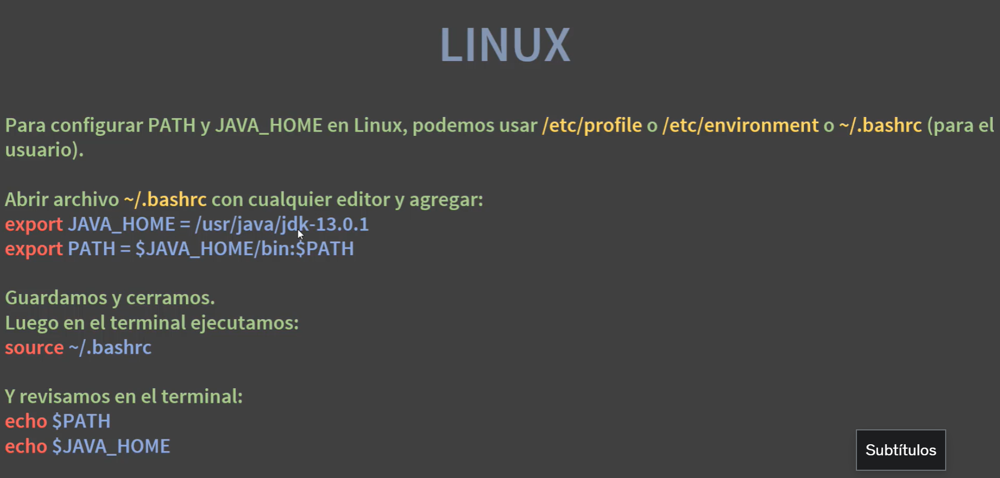 LINUX
Para configurar PATH y JAVA_HOME en Linux, podemos usar /etc/profile o /etc/environment o ~/.bashrc (para el
usuario).
Abrir archivo ~/.bashrc con cualquier editor y agregar:
export JAVA_HOME = /usr/java/jdk-13.0.1
export PATH = $JAVA_HOME/bin:$PATH
Guardamos y cerramos.
Luego en el terminal ejecutamos:
source ~/.bashrc
Y revisamos en el terminal:
echo $PATH
echo $JAVA_HOME
Subtítulos